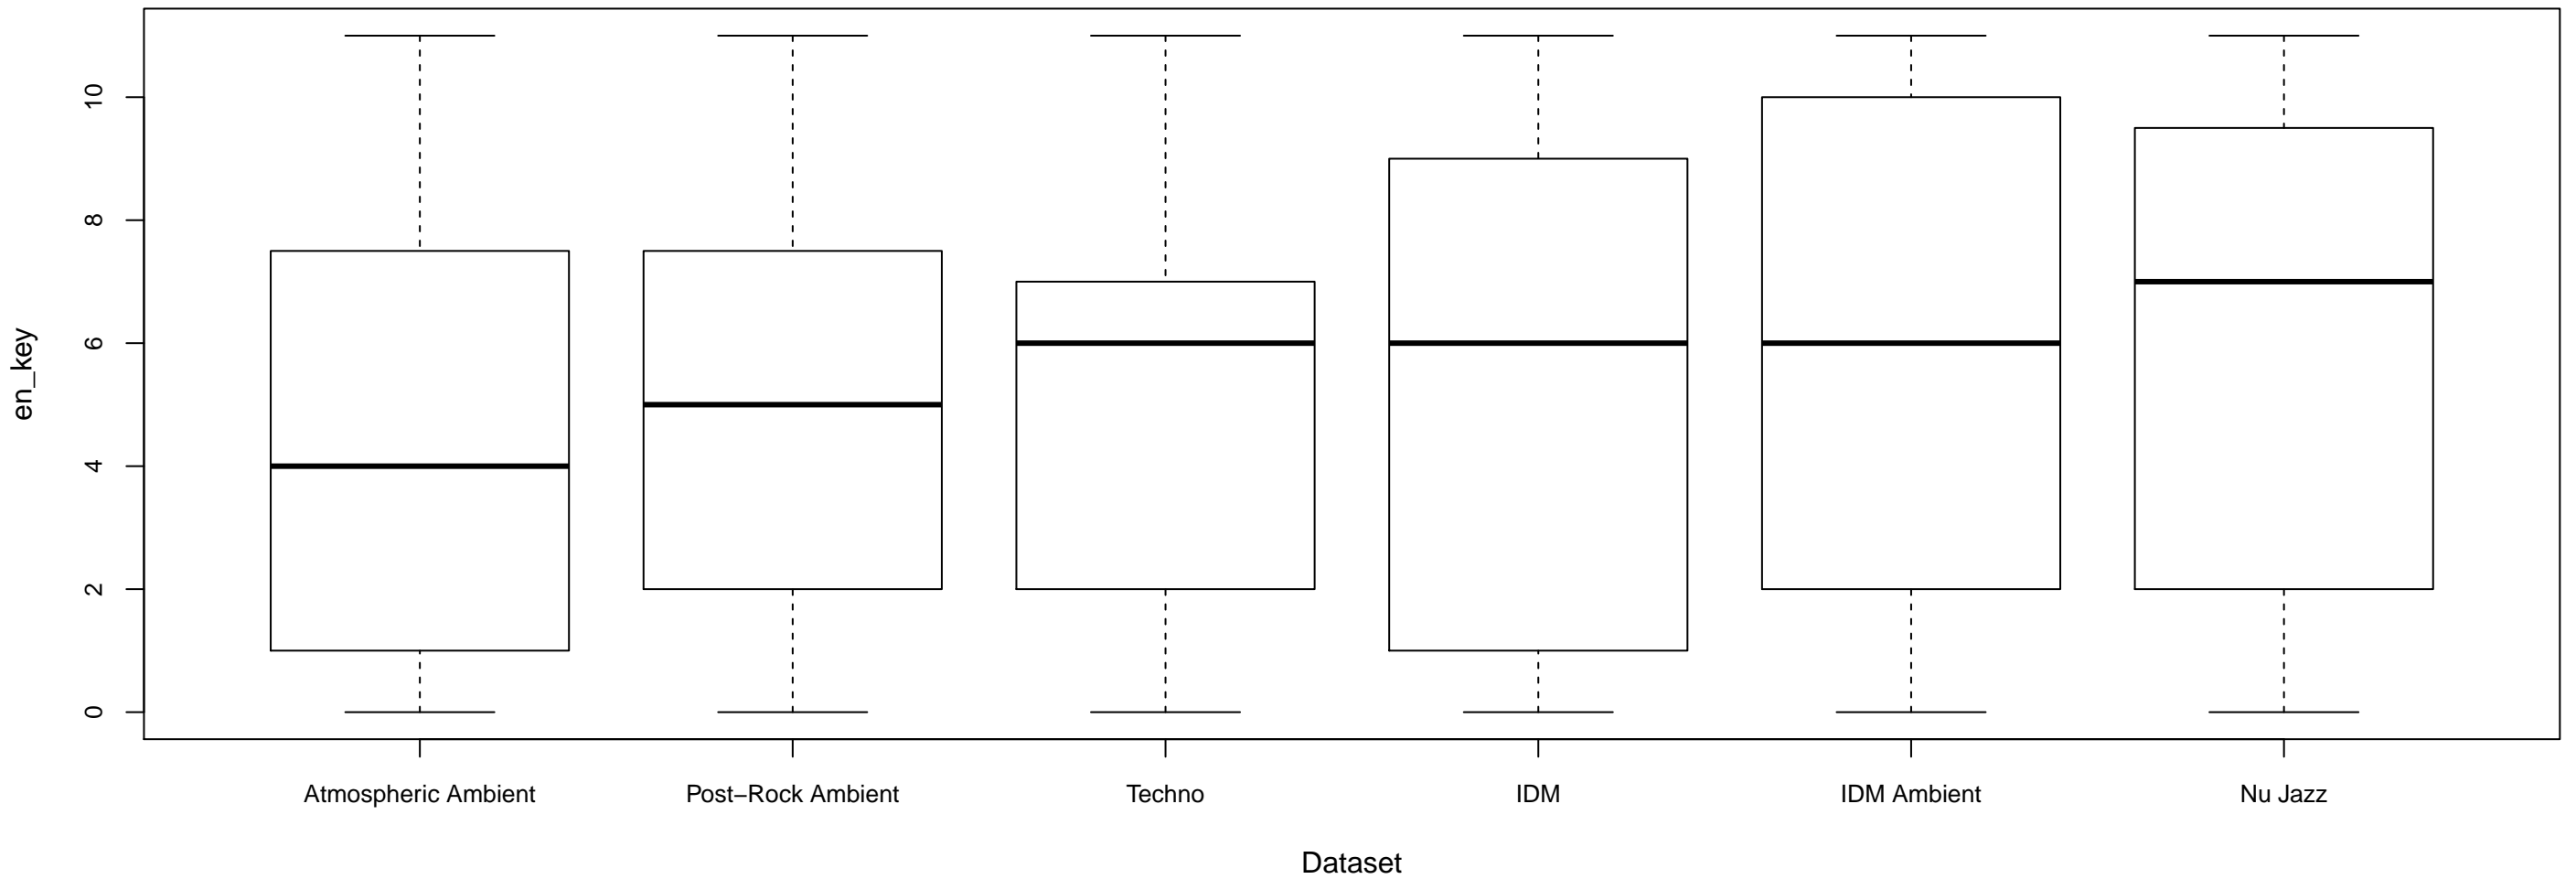 en_key
10
8
6
4
2
0
Atmospheric Ambient
Post−Rock Ambient
Techno
IDM
IDM Ambient
Nu Jazz
Dataset